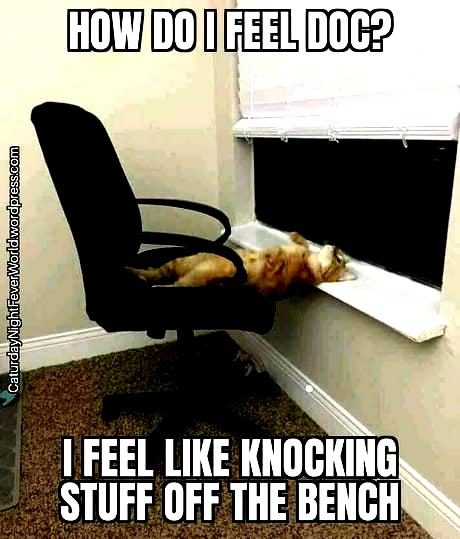 HOW DO I FEEL DOC?
CaturdayNightFeverWorld.wordpress.com
I FEEL LIKE KNOCKING
STUFF OFF THE BENCH